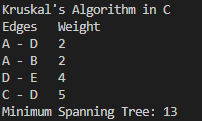 Kruskal's Algorithm in C
Edges   Weight
A - D   2
A - B   2
D - E   4
C - D   5
Minimum Spanning Tree: 13